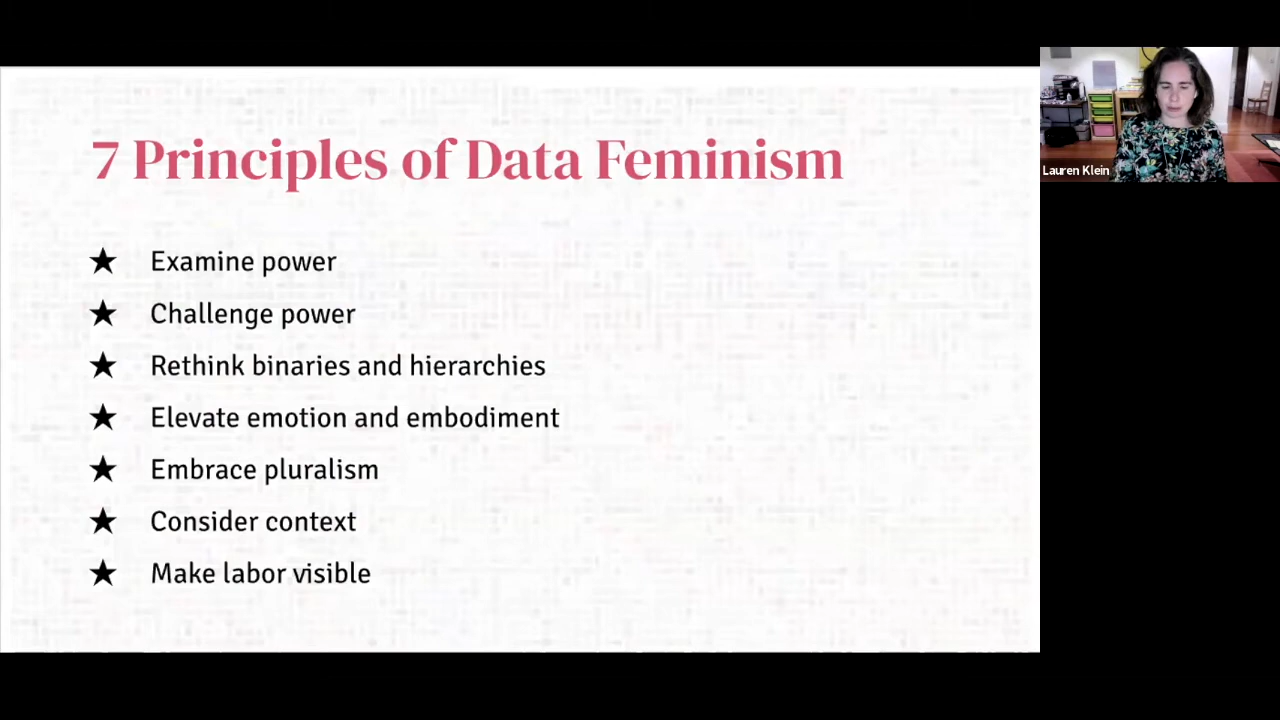 7 Principles of Data Feminism
★ Examine power
★ Challenge power
★ Rethink binaries and hierarchies
★ Elevate emotion and embodiment
★ Embrace pluralism
★ Consider context
★ Make labor visible
Lauren Klein